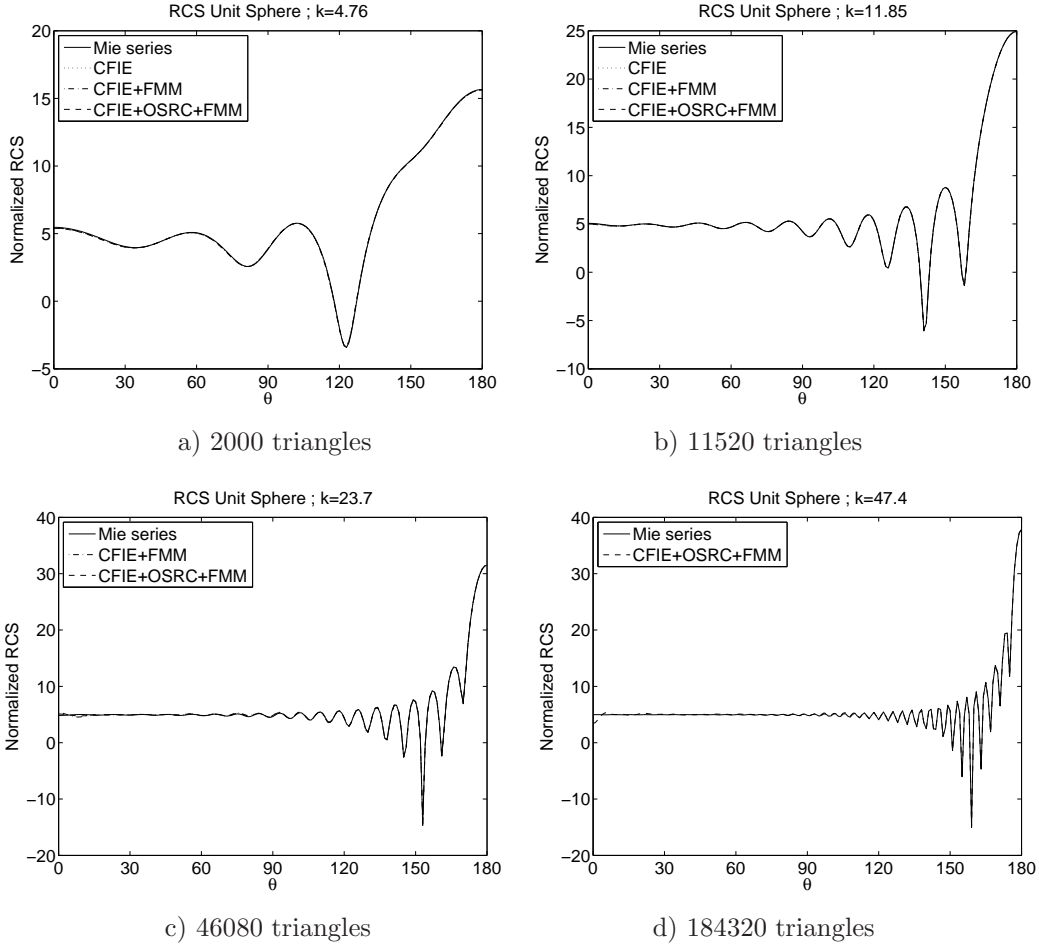 RCS Unit Sphere ; k=4.76
Normalized RCS
20
15
10
5
0
−5
Mie series
CFIE
CFIE+FMM
CFIE+OSRC+FMM
0 30 60 90 120 150 180
θ
a) 2000 triangles
RCS Unit Sphere ; k=11.85
Normalized RCS
25
20
15
10
5
0
−5
−10
Mie series
CFIE
CFIE+FMM
CFIE+OSRC+FMM
0 30 60 90 120 150 180
θ
b) 11520 triangles
RCS Unit Sphere ; k=23.7
Normalized RCS
40
30
20
10
0
−10
−20
Mie series
CFIE+FMM
CFIE+OSRC+FMM
0 30 60 90 120 150 180
θ
c) 46080 triangles
RCS Unit Sphere ; k=47.4
Normalized RCS
40
30
20
10
0
−10
−20
Mie series
CFIE+OSRC+FMM
0 30 60 90 120 150 180
θ
d) 184320 triangles